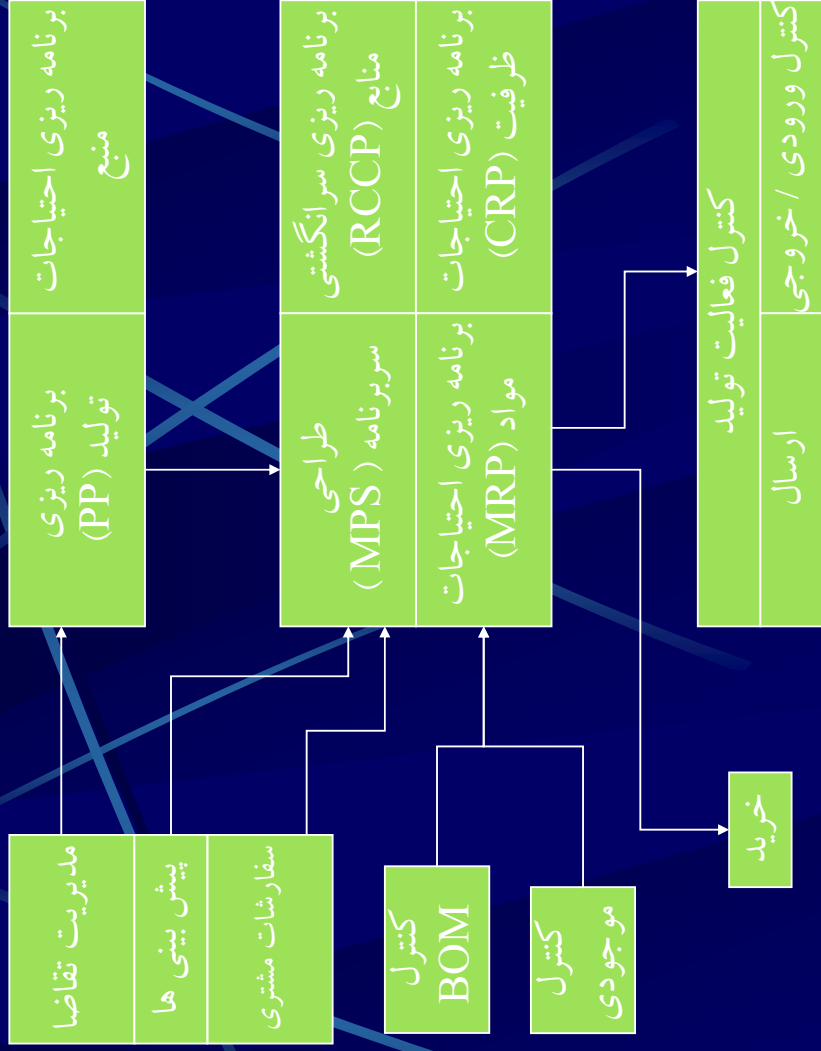 مدیریت تقاضا
پیش بینی ها
سفارشات مشتری
کنترل
BOM
کنترل
موجودی
خرید
برنامه ریزی
تولید (PP)
برنامه ریزی احتیاجات
منبع
طراحی
سربرنامه ( MPS )
برنامه ریزی سرانگشتی
منابع (RCCP)
برنامه ریزی احتیاجات
مواد (MRP)
برنامه ریزی احتیاجات
ظرفیت (CRP)
کنترل فعالیت تولید
ارسال
کنترل ورودی / خروجی